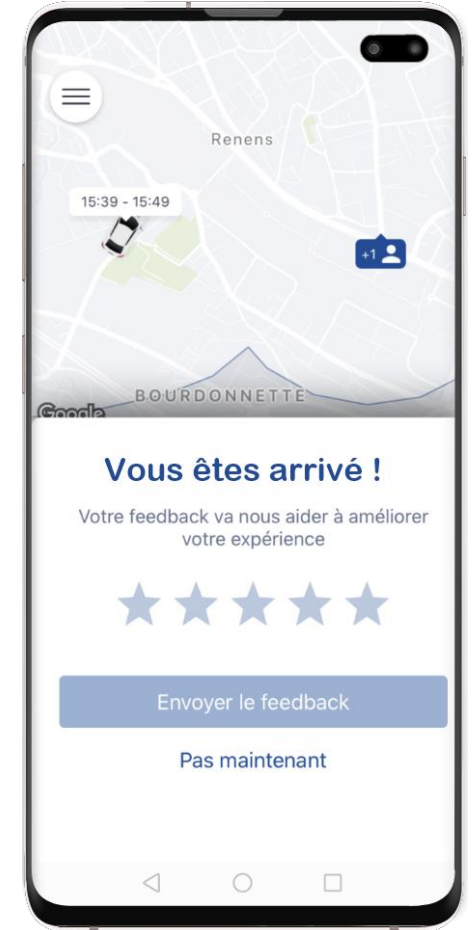 Renens
15:39 - 15:49
+1
BOURDONNETTE
Google
Vous êtes arrivé !
Votre feedback va nous aider à améliorer
votre expérience
Envoyer le feedback
Pas maintenant